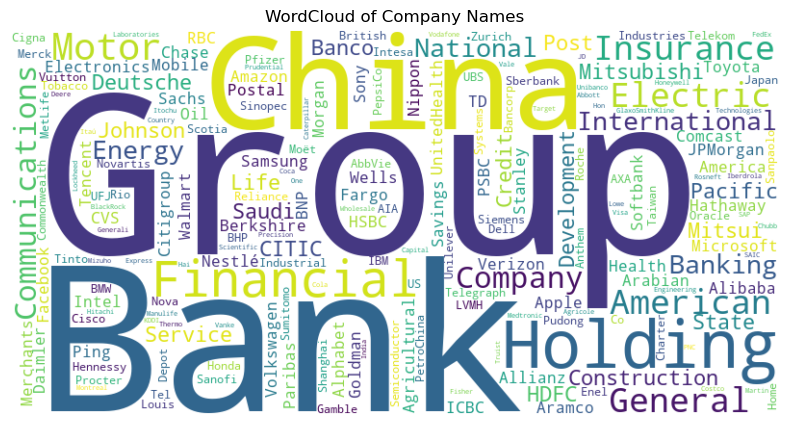 WordCloud of Company Names
Cigna
Merck
RBC
Chase
Motor
Electronics
Mobile
Vuitton
Tobacco
Deere
Deutsche
MetLife
Communications
Commonwealth
Laboratories
Pfizer
Prudential
Amazon
Postal
Sinopec
China
British
Banco
Intesa
Sony
PepsiCo
Nippon
Morgan
Vodafone
National
Zurich
UBS
Sberbank
Bancorp
Vale
Target
TD
Systems
UnitedHealth
Post
Industries
Telekom
FedEx
JD
Insurance
Mitsubishi
Toyota
Honeywell
Japan
Unibanco
Abbott
Electric
GlaxoSmithKline
Technologies
Hon
International
Sachs
Oil
Johnson
Scotia
Itochu
Country
Caterpillar
Energy
Novartis
Itau
Tencent
Lockheed
BlackRock
Generali
UFJ
Rio
CVS
Citigroup
Walmart
Samsung
Life
Reliance
Saudi
Berkshire
BNP
BHP
CITIC
Scientific
Precision
Moët
AbbVie
Coca
One
Wells
Fargo
Wholesale
AIA
HSBC
Group
Savings
PSBC
Credit
Stanley
Siemens
Dell
Development
Roche
Anthem
AXA
Softbank
Taiwan
Comcast
JPMorgan
America
Sanpaolo
Rosneft
Iberdrola
Pacific
Lowe
Visa
Hathaway
Oracle
SAP
Mitsui
Chubb
Microsoft
Unilever
Verizon
Capital
IBM
Nestlé
Industrial
Tinto
Mizuho
Express
Hai
Facebook
BMW
Hitachi
Manulife
ADOC
Intel
Cisco
Thermo
Nova
Vanke
Financial
Cola
Sumitomo
US
Telegraph
LVMH
Company
Apple
Pudong
Health
Arabian
SAIC
Banking
Alibaba
Engineering
American
Co
State
Charter
Agricole
Medtronic
Merchants
Daimler
Service
Ping
Hennessy
Depot
Honda
Procter
Sanofi
Montreal
Tel
Louis
Volkswagen
Paribas
Shanghai
Alphabet
Goldman
India
Gamble
Semiconductor
Agricultural
PetroChina
Bank
ICBC
Fisher
Truist
Holding
PNC
Allianz
Construction
HDFC
Enel
Aramco
Costco
Martin
General
Home